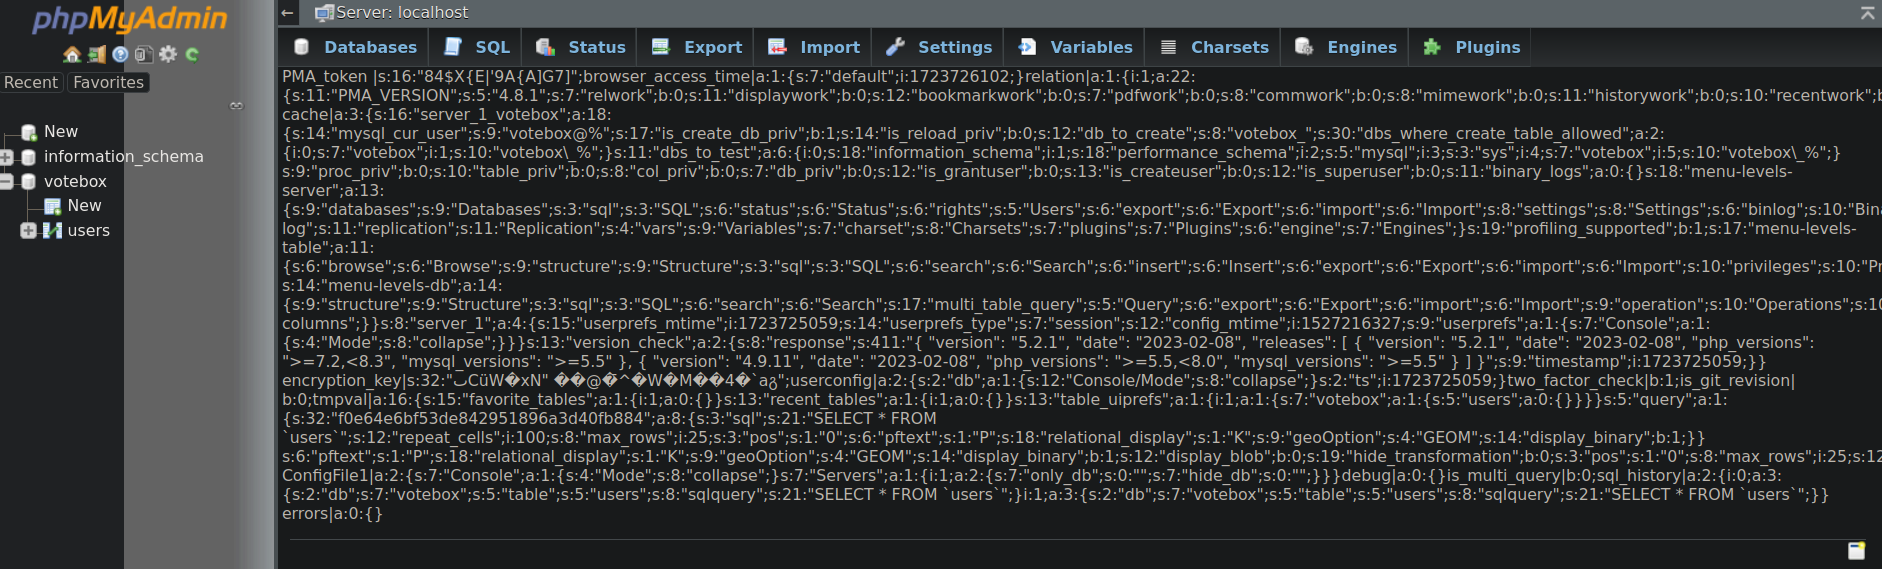 phpMyAdmin
Recent Favorites
New
information_schema
votebox
New
users
← Server: localhost
Databases SQL Status Export Import Settings Variables Charsets Engines Plugins
PMA_token |s:16:"84$X{E|'9A{A]G7]";browser_access_time|a:1:{s:7:"default";i:1723726102;}relation|a:1:{i:1;a:22:
{s:11:"PMA_VERSION";s:5:"4.8.1";s:7:"relwork";b:0;s:11:"displaywork";b:0;s:12:"bookmarkwork";b:0;s:7:"pdfwork";b:0;s:8:"commwork";b:0;s:8:"mimework";b:0;s:11:"historywork";b:0;s:10:"recentwork";b
cache|a:3:{s:16:"server_1_votebox";a:18:
{s:14:"mysql_cur_user";s:9:"votebox@%";s:17:"is_create_db_priv";b:1;s:14:"is_reload_priv";b:0;s:12:"db_to_create";s:8:"votebox_";s:30:"dbs_where_create_table_allowed";a:2:
{i:0;s:7:"votebox";i:1;s:10:"votebox\_%";}s:11:"dbs_to_test";a:6:{i:0;s:18:"information_schema";i:1;s:18:"performance_schema";i:2;s:5:"mysql";i:3;s:3:"sys";i:4;s:7:"votebox";i:5;s:10:"votebox\_%";}
s:9:"proc_priv";b:0;s:10:"table_priv";b:0;s:8:"col_priv";b:0;s:7:"db_priv";b:0;s:12:"is_grantuser";b:0;s:13:"is_createuser";b:0;s:12:"is_superuser";b:0;s:11:"binary_logs";a:0:{}s:18:"menu-levels-
server";a:13:
{s:9:"databases";s:9:"Databases";s:3:"sql";s:3:"SQL";s:6:"status";s:6:"Status";s:6:"rights";s:5:"Users";s:6:"export";s:6:"Export";s:6:"import";s:6:"Import";s:8:"settings";s:8:"Settings";s:6:"binlog";s:10:"Bina
log";s:11:"replication";s:11:"Replication";s:4:"vars";s:9:"Variables";s:7:"charset";s:8:"Charsets";s:7:"plugins";s:7:"Plugins";s:6:"engine";s:7:"Engines";}s:19:"profiling_supported";b:1;s:17:"menu-levels-
table";a:11:
{s:6:"browse";s:6:"Browse";s:9:"structure";s:9:"Structure";s:3:"sql";s:3:"SQL";s:6:"search";s:6:"Search";s:6:"insert";s:6:"Insert";s:6:"export";s:6:"Export";s:6:"import";s:6:"Import";s:10:"privileges";s:10:"Pr
s:14:"menu-levels-db";a:14:
{s:9:"structure";s:9:"Structure";s:3:"sql";s:3:"SQL";s:6:"search";s:6:"Search";s:17:"multi_table_query";s:5:"Query";s:6:"export";s:6:"Export";s:6:"import";s:6:"Import";s:9:"operation";s:10:"Operations";s:10
columns";}}s:8:"server_1";a:4:{s:15:"userprefs_mtime";i:1723725059;s:14:"userprefs_type";s:7:"session";s:12:"config_mtime";i:1527216327;s:9:"userprefs";a:1:{s:7:"Console";a:1:
{s:4:"Mode";s:8:"collapse";}}}s:13:"version_check";a:2:{s:8:"response";s:411:"{ "version": "5.2.1", "date": "2023-02-08", "releases": [ { "version": "5.2.1", "date": "2023-02-08", "php_versions":
">=7.2,<8.3", "mysql_versions": ">=5.5" }, { "version": "4.9.11", "date": "2023-02-08", "php_versions": ">=5.5,<8.0", "mysql_versions": ">=5.5" } ] }";s:9:"timestamp";i:1723725059;}}
encryption_key|s:32:" ";userconfig|a:2:{s:2:"db";a:1:{s:12:"Console/Mode";s:8:"collapse";}s:2:"ts";i:1723725059;}two_factor_check|b:1;is_git_revision|
b:0;tmpval|a:16:{s:15:"favorite_tables";a:1:{i:1;a:0:{}}s:13:"recent_tables";a:1:{i:1;a:0:{}}s:13:"table_uiprefs";a:1:{i:1;a:1:{s:7:"votebox";a:1:{s:5:"users";a:0:{}}}}s:5:"query";a:1:
{s:32:"f0e64e6bf53de842951896a3d40fb884";a:8:{s:3:"sql";s:21:"SELECT * FROM
`users`";s:12:"repeat_cells";i:100;s:8:"max_rows";i:25;s:3:"pos";s:1:"0";s:6:"pftext";s:1:"P";s:18:"relational_display";s:1:"K";s:9:"geoOption";s:4:"GEOM";s:14:"display_binary";b:1;}}
s:6:"pftext";s:1:"P";s:18:"relational_display";s:1:"K";s:9:"geoOption";s:4:"GEOM";s:14:"display_binary";b:1;s:12:"display_blob";b:0;s:19:"hide_transformation";b:0;s:3:"pos";s:1:"0";s:8:"max_rows";i:25;s:12
ConfigFile1|a:2:{s:7:"Console";a:1:{s:4:"Mode";s:8:"collapse";}s:7:"Servers";a:1:{i:1;a:2:{s:7:"only_db";s:0:"";s:7:"hide_db";s:0:"";}}}debug|a:0:{}is_multi_query|b:0;sql_history|a:2:{i:0;a:3:
{s:2:"db";s:7:"votebox";s:5:"table";s:5:"users";s:8:"sqlquery";s:21:"SELECT * FROM `users`";}i:1;a:3:{s:2:"db";s:7:"votebox";s:5:"table";s:5:"users";s:8:"sqlquery";s:21:"SELECT * FROM `users`";}}
errors|a:0:{}